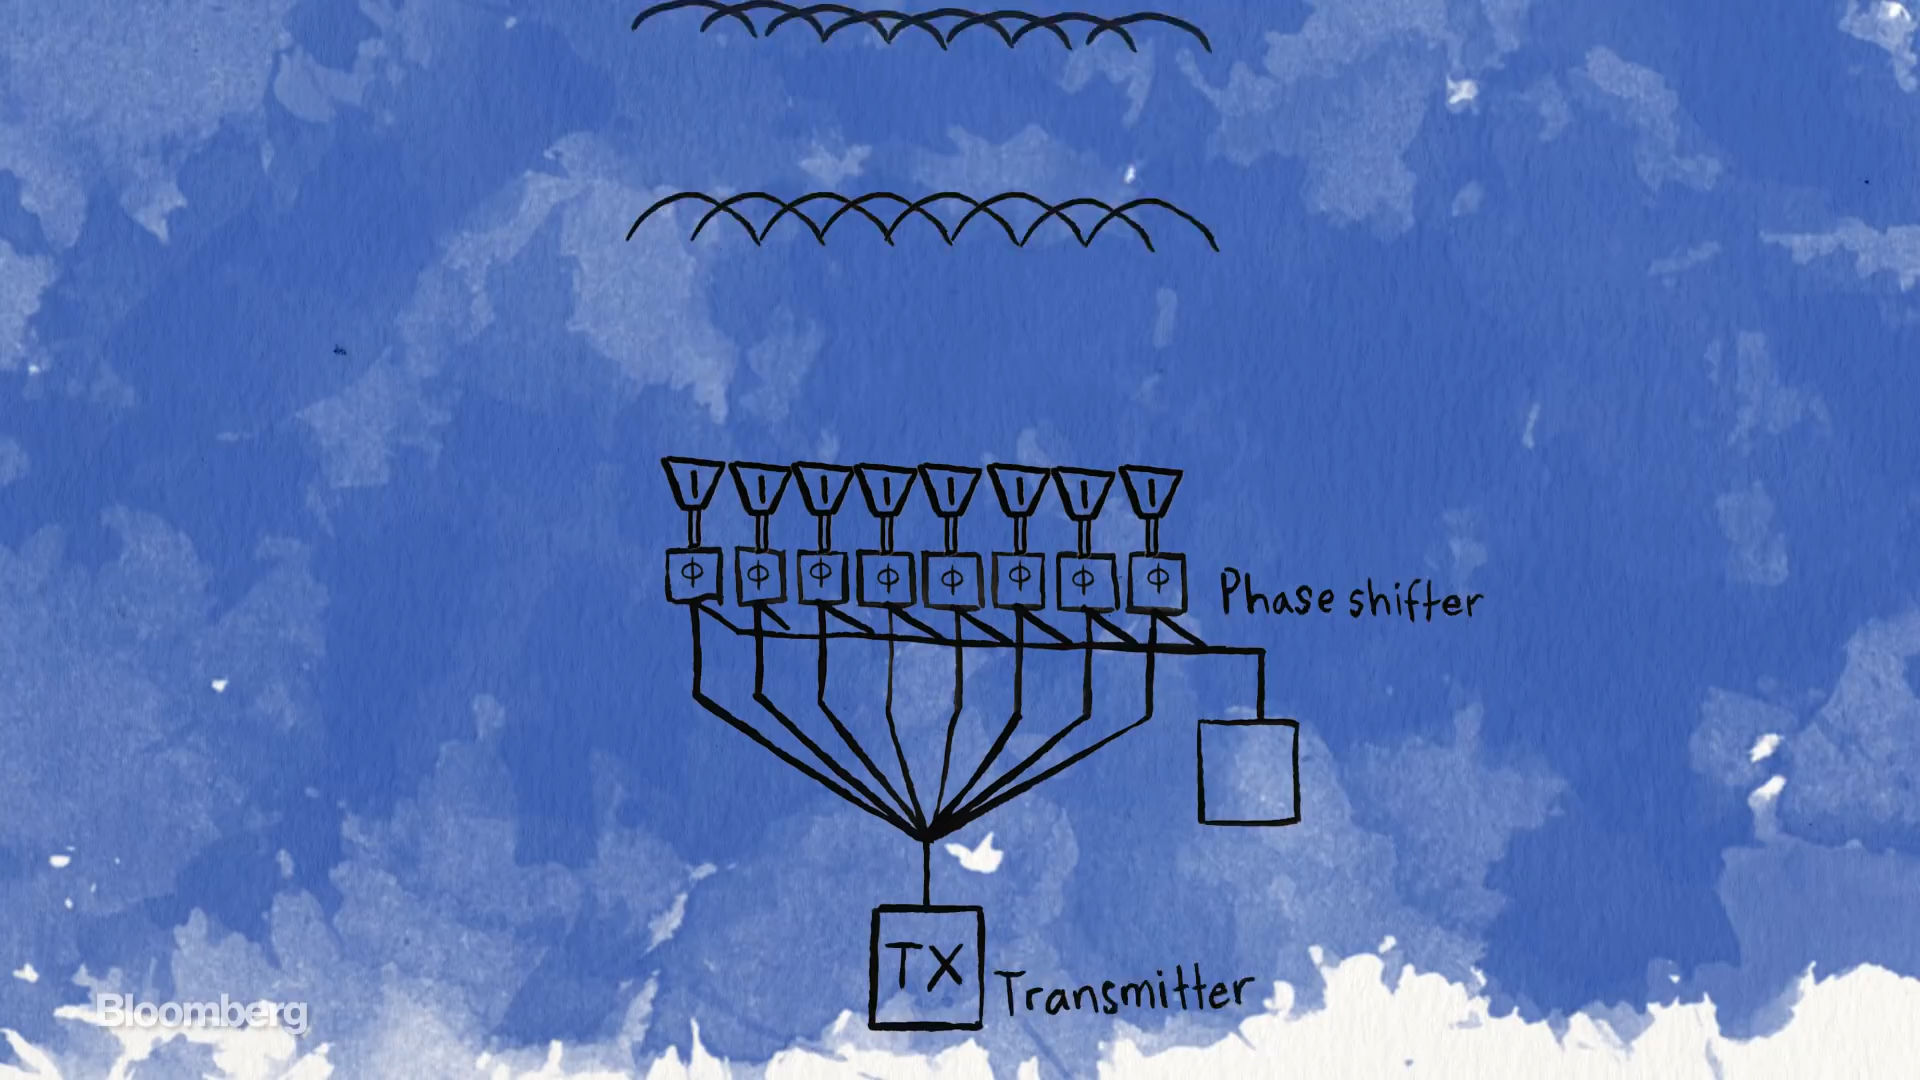 Φ Φ Φ Φ Φ Φ Φ Φ
Phase shifter
TX
Transmitter
Bloomberg